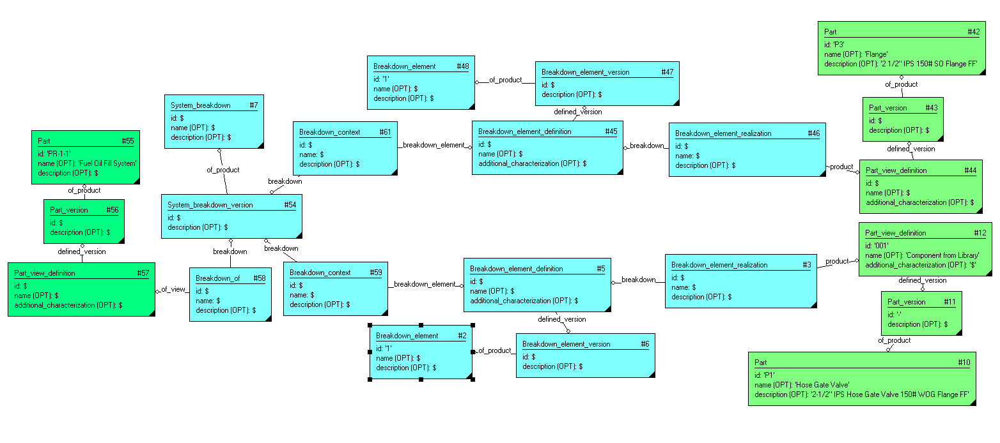 Part #42
id: 'P3'
name (OPT): 'Flange'
description (OPT): '2 1/2" IPS 150# SO Flange FF'
of_product
Part_version #43
id: $
description (OPT): $
defined_version
Part_view_definition #44
id: $
name (OPT): $
additional_characterization (OPT): $
Breakdown_element #48
id: '1'
name (OPT): $
description (OPT): $
of_product
Breakdown_element_version #47
id: $
description (OPT): $
defined_version
System_breakdown #7
id: $
name (OPT): $
description (OPT): $
of_product
Breakdown_context #61
id: $
name: $
description (OPT): $
breakdown_element
breakdown
Breakdown_element_definition #45
id: $
name (OPT): $
additional_characterization (OPT): $
breakdown
Breakdown_element_realization #46
id: $
name: $
description (OPT): $
product
Part #55
id: 'PR-1-1'
name (OPT): 'Fuel Oil Fill System'
description (OPT): $
of_product
Part_version #56
id: $
description (OPT): $
defined_version
Part_view_definition #57
id: $
name (OPT): $
additional_characterization (OPT): $
of_view
System_breakdown_version #54
id: $
description (OPT): $
breakdown
breakdown
Breakdown_of #58
id: $
name: $
description (OPT): $
Breakdown_context #59
id: $
name: $
description (OPT): $
breakdown_element
Breakdown_element_definition #5
id: $
name (OPT): $
additional_characterization (OPT): $
breakdown
defined_version
Breakdown_element_realization #3
id: $
name: $
description (OPT): $
product
Part_view_definition #12
id: '001'
name (OPT): 'Component from Library'
additional_characterization (OPT): '$'
defined_version
Part_version #11
id: '-'
description (OPT): $
of_product
Breakdown_element #2
id: '1'
name (OPT): $
description (OPT): $
of_product
Breakdown_element_version #6
id: $
description (OPT): $
Part #10
id: 'P1'
name (OPT): 'Hose Gate Valve'
description (OPT): '2-1/2" IPS Hose Gate Valve 150# WOG Flange FF'